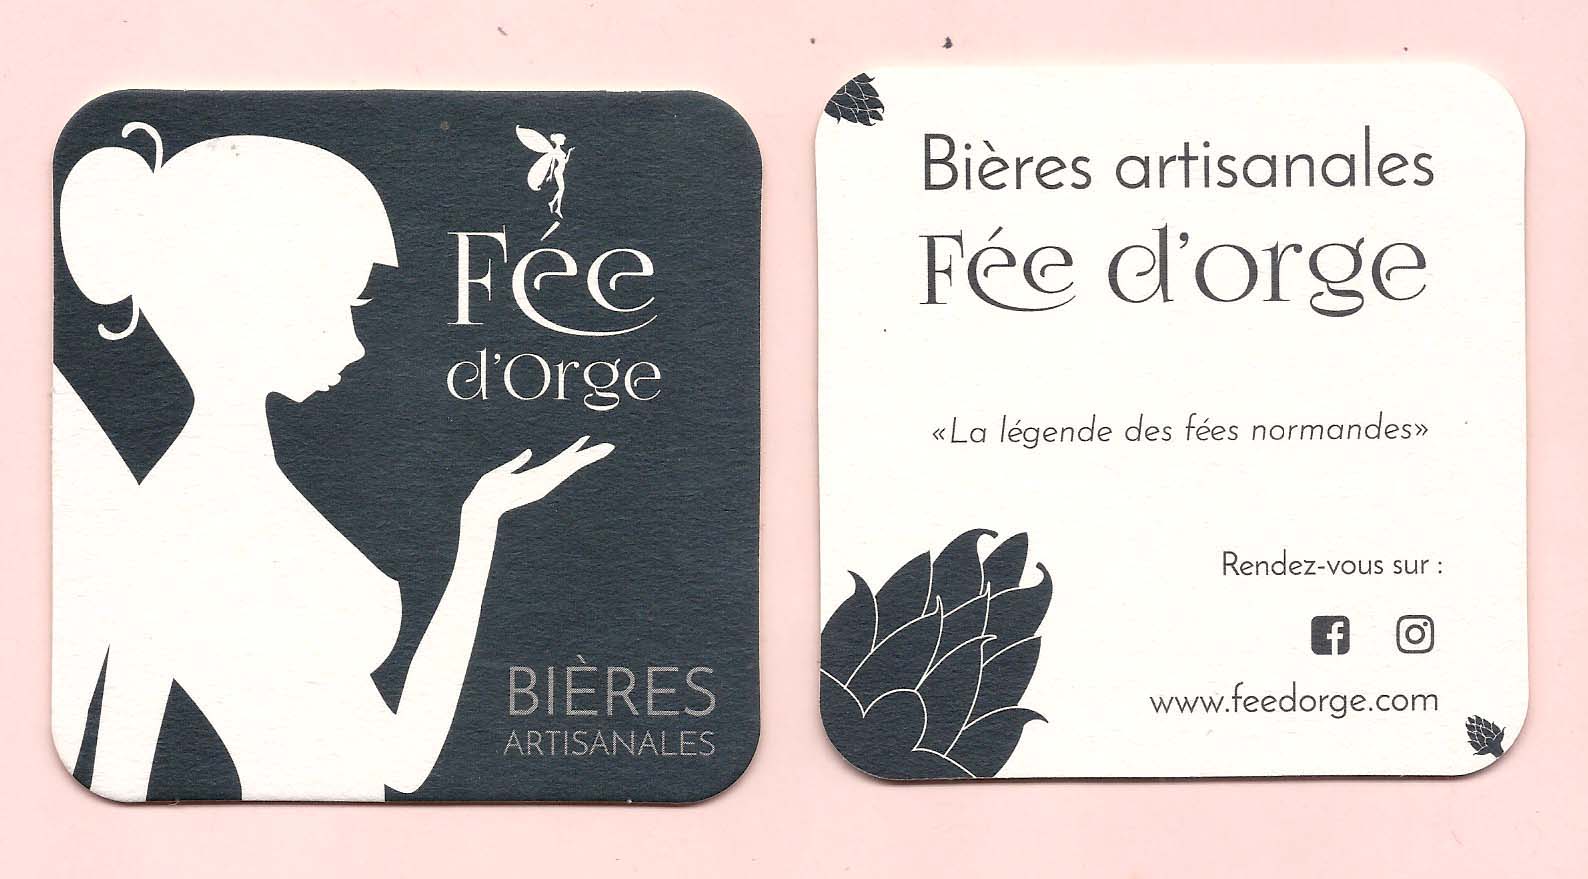 Fée
d'Orge
BIÈRES
ARTISANALES
Bières artisanales
Fée d'orge
«La légende des fées normandes»
Rendez-vous sur :
www.feedorge.com